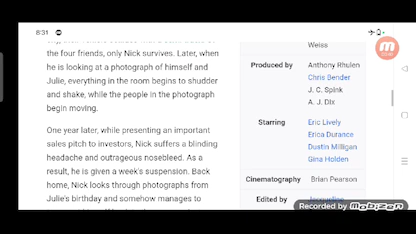 8:31
Weiss
the four friends, only Nick survives. Later, when
he is looking at a photograph of himself and
Julie, everything in the room begins to shudder
and shake, while the people in the photograph
begin moving.
One year later, while presenting an important
sales pitch to investors, Nick suffers a blinding
headache and outrageous nosebleed. As a
result, he is given a week's suspension. Back
home, Nick looks through photographs from
Julie's birthday and somehow manages to
Produced by Anthony Rhulen
Chris Bender
J. C. Spink
A. J. Dix
Starring Eric Lively
Erica Durance
Dustin Milligan
Gina Holden
Cinematography Brian Pearson
Edited by
Recorded by Mobizen